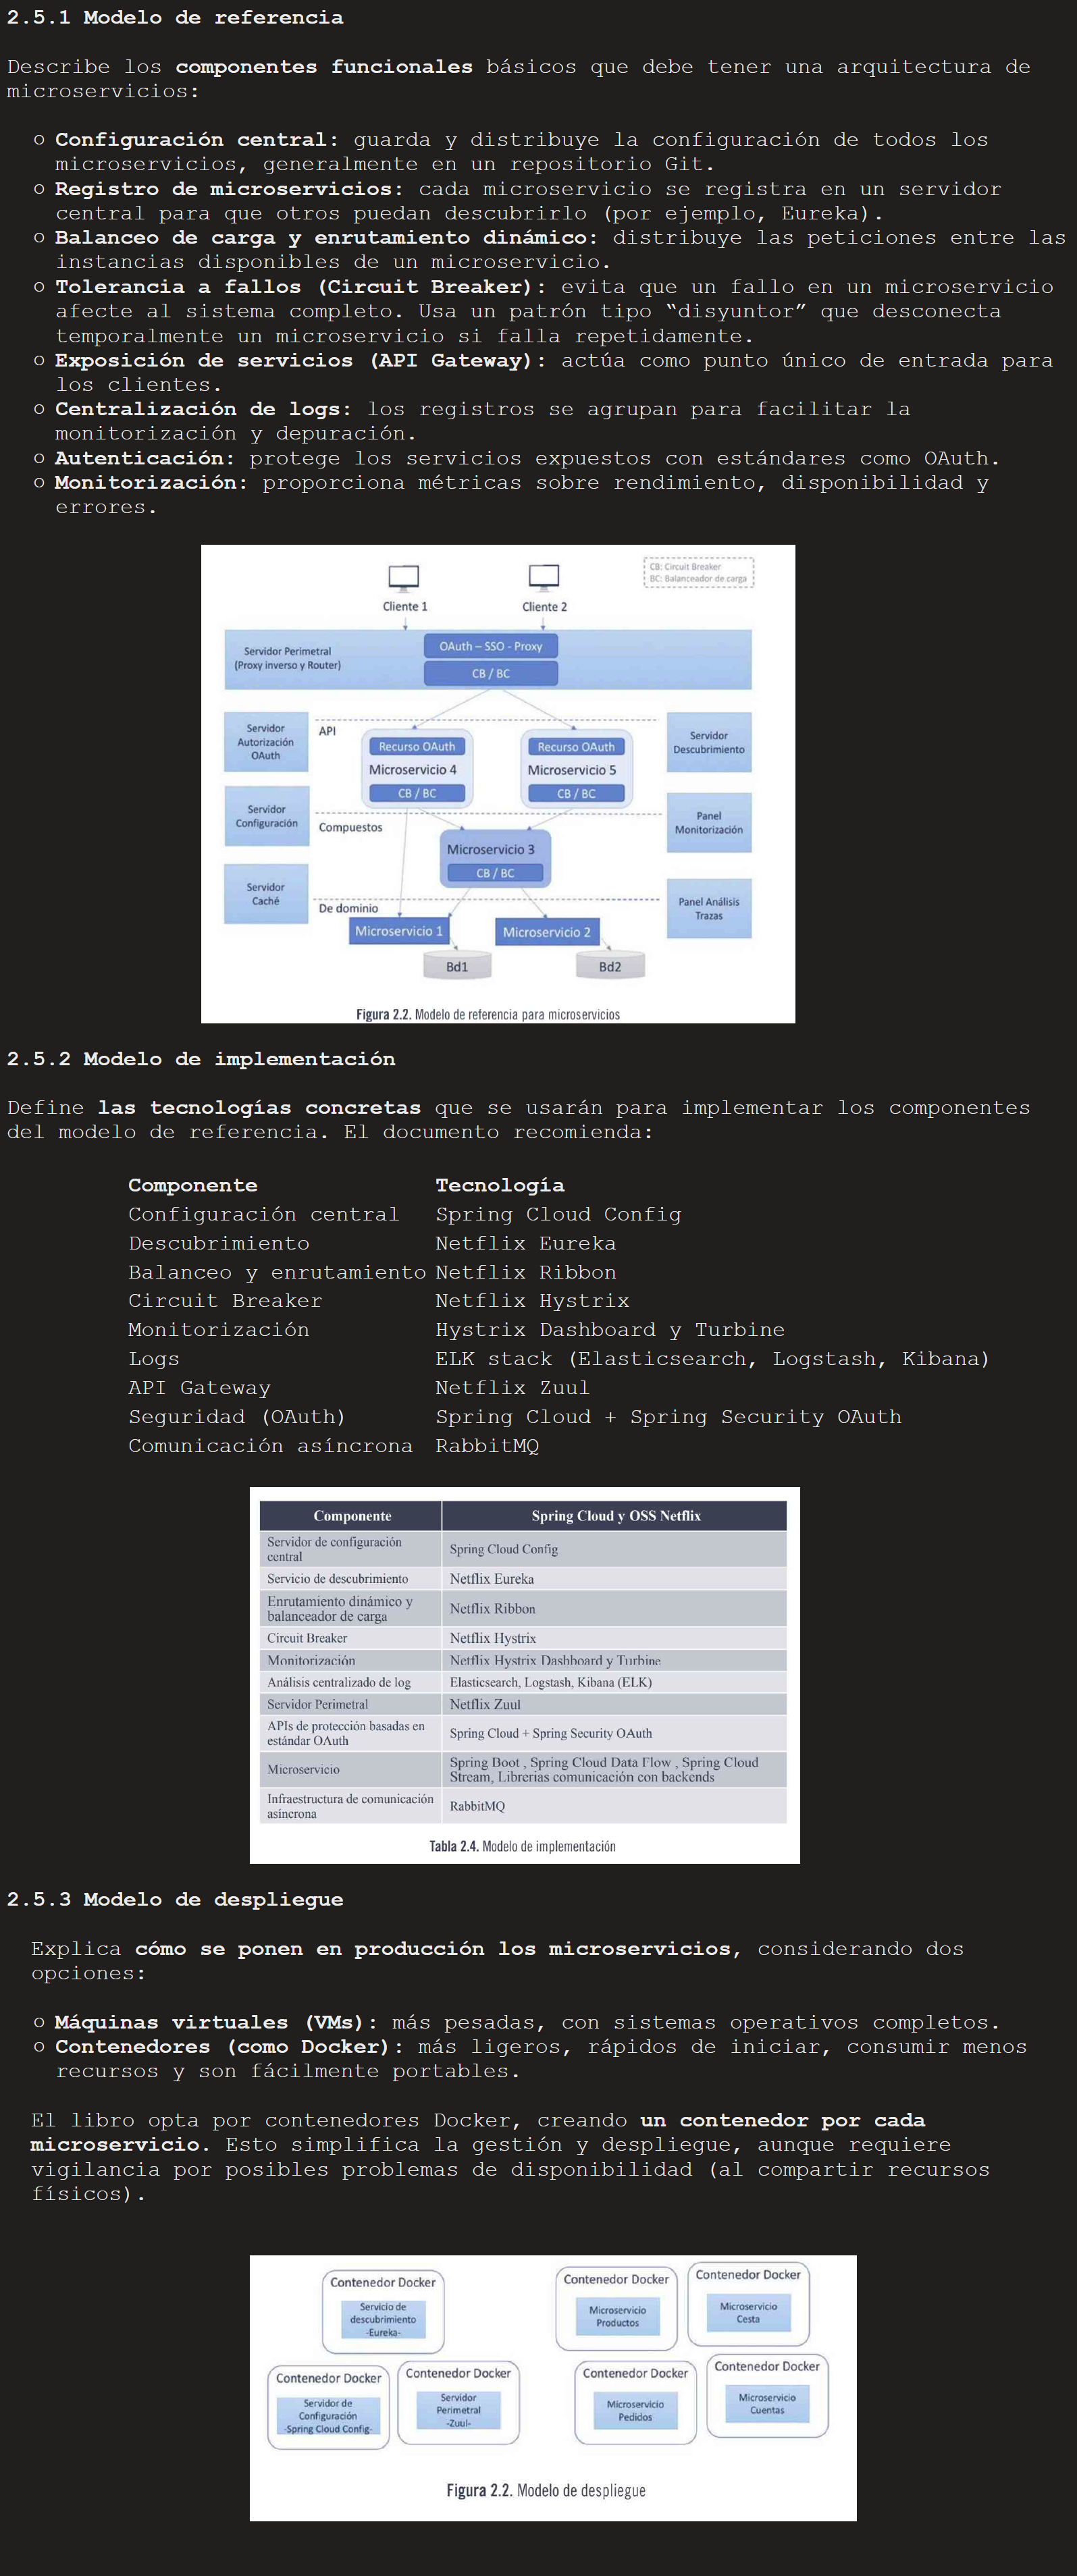 2.5.1 Modelo de referencia
Describe los componentes funcionales básicos que debe tener una arquitectura de
microservicios:
o Configuración central: guarda y distribuye la configuración de todos los
microservicios, generalmente en un repositorio Git.
o Registro de microservicios: cada microservicio se registra en un servidor
central para que otros puedan descubrirlo (por ejemplo, Eureka).
o Balanceo de carga y enrutamiento dinámico: distribuye las peticiones entre las
instancias disponibles de un microservicio.
o Tolerancia a fallos (Circuit Breaker): evita que un fallo en un microservicio
afecte al sistema completo. Usa un patrón tipo “disyuntor” que desconecta
temporalmente un microservicio si falla repetidamente.
o Exposición de servicios (API Gateway): actúa como punto único de entrada para
los clientes.
o Centralización de logs: los registros se agrupan para facilitar la
monitorización y depuración.
o Autenticación: protege los servicios expuestos con estándares como OAuth.
o Monitorización: proporciona métricas sobre rendimiento, disponibilidad y
errores.
CB: Circuit Breaker
BC: Balanceador de carga
Cliente 1
Cliente 2
Servidor Perimetral
(Proxy inverso y Router)
OAuth – SSO - Proxy
CB / BC
Servidor
Autorización
OAuth
API
Recurso OAuth
Microservicio 4
CB / BC
Recurso OAuth
Microservicio 5
CB / BC
Servidor
Descubrimiento
Servidor
Configuración
Compuestos
Microservicio 3
CB / BC
Panel
Monitorización
Servidor
Caché
De dominio
Microservicio 1
Microservicio 2
Panel Análisis
Trazas
Bd1
Bd2
Figura 2.2. Modelo de referencia para microservicios
2.5.2 Modelo de implementación
Define las tecnologías concretas que se usarán para implementar los componentes
del modelo de referencia. El documento recomienda:
Componente Tecnología
Configuración central Spring Cloud Config
Descubrimiento Netflix Eureka
Balanceo y enrutamiento Netflix Ribbon
Circuit Breaker Netflix Hystrix
Monitorización Hystrix Dashboard y Turbine
Logs ELK stack (Elasticsearch, Logstash, Kibana)
API Gateway Netflix Zuul
Seguridad (OAuth) Spring Cloud + Spring Security OAuth
Comunicación asíncrona RabbitMQ
Componente Spring Cloud y OSS Netflix
Servidor de configuración
central
Spring Cloud Config
Servicio de descubrimiento Netflix Eureka
Enrutamiento dinámico y
balanceador de carga
Netflix Ribbon
Circuit Breaker Netflix Hystrix
Monitorización Netflix Hystrix Dashboard y Turbine
Análisis centralizado de log Elasticsearch, Logstash, Kibana (ELK)
Servidor Perimetral Netflix Zuul
APIs de protección basadas en
estándar OAuth
Spring Cloud + Spring Security OAuth
Microservicio
Spring Boot , Spring Cloud Data Flow , Spring Cloud
Stream, Librerias comunicación con backends
Infraestructura de comunicación
asíncrona
RabbitMQ
Tabla 2.4. Modelo de implementación
2.5.3 Modelo de despliegue
Explica cómo se ponen en producción los microservicios, considerando dos
opciones:
o Máquinas virtuales (VMs): más pesadas, con sistemas operativos completos.
o Contenedores (como Docker): más ligeros, rápidos de iniciar, consumir menos
recursos y son fácilmente portables.
El libro opta por contenedores Docker, creando un contenedor por cada
microservicio. Esto simplifica la gestión y despliegue, aunque requiere
vigilancia por posibles problemas de disponibilidad (al compartir recursos
físicos).
Contenedor Docker
Servicio de
descubrimiento
-Eureka-
Contenedor Docker
Microservicio
Productos
Contenedor Docker
Microservicio
Cesta
Contenedor Docker
Servidor de
Configuración
-Spring Cloud Config-
Contenedor Docker
Servidor
Perimetral
-Zuul-
Contenedor Docker
Microservicio
Pedidos
Contenedor Docker
Microservicio
Cuentas
Figura 2.2. Modelo de despliegue